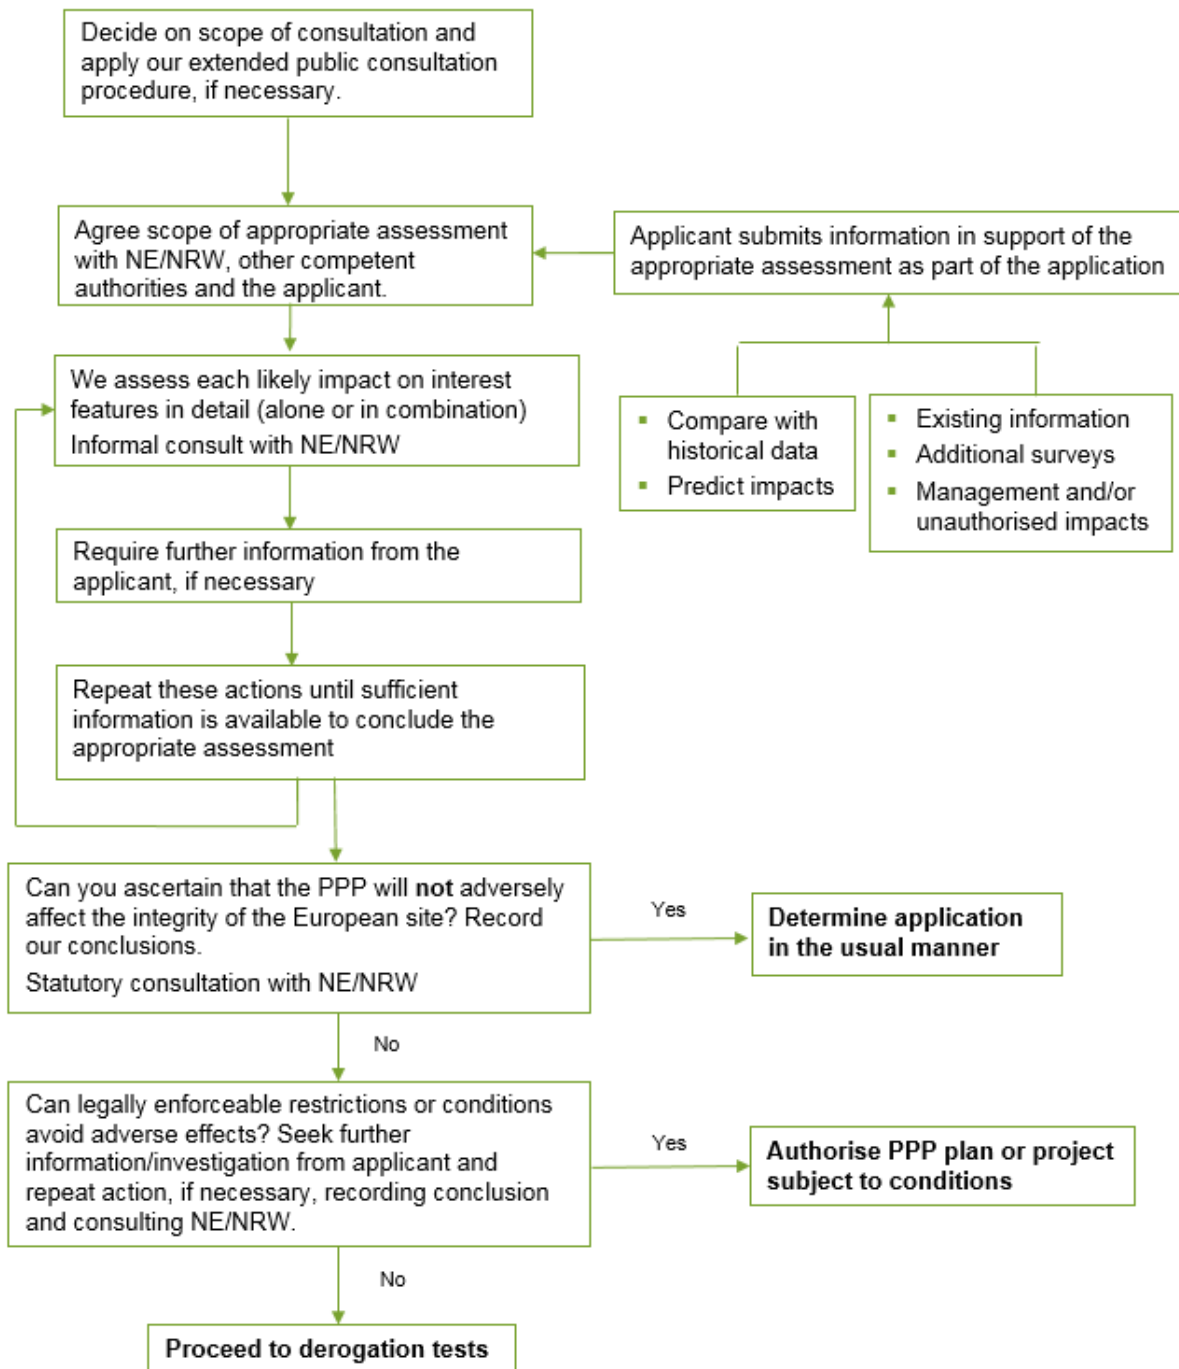 Decide on scope of consultation and
apply our extended public consultation
procedure, if necessary.
Agree scope of appropriate assessment
with NE/NRW, other competent
authorities and the applicant.
Applicant submits information in support of the
appropriate assessment as part of the application
We assess each likely impact on interest
features in detail (alone or in combination)
Informal consult with NE/NRW
▪ Compare with
historical data
▪ Predict impacts
▪ Existing information
▪ Additional surveys
▪ Management and/or
unauthorised impacts
Require further information from the
applicant, if necessary
Repeat these actions until sufficient
information is available to conclude the
appropriate assessment
Can you ascertain that the PPP will not adversely
affect the integrity of the European site? Record
our conclusions.
Statutory consultation with NE/NRW
Yes
Determine application
in the usual manner
No
Can legally enforceable restrictions or conditions
avoid adverse effects? Seek further
information/investigation from applicant and
repeat action, if necessary, recording conclusion
and consulting NE/NRW.
Yes
Authorise PPP plan or project
subject to conditions
No
Proceed to derogation tests